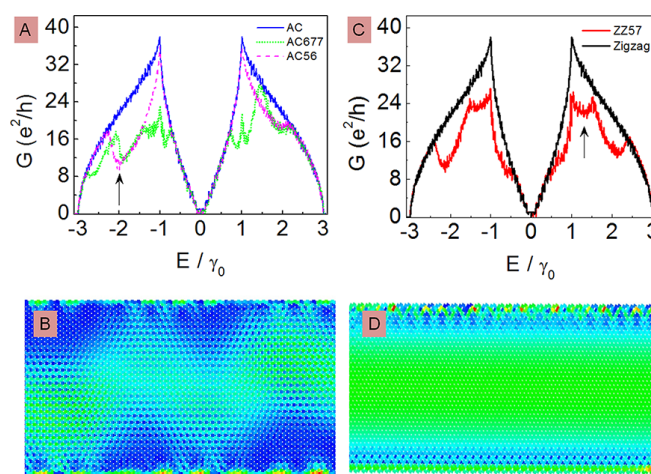 A
AC
AC677
AC56
G (e²/h)
40
32
24
16
8
0
-3 -2 -1 0 1 2 3
E / γ₀
C
ZZ57
Zigzag
G (e²/h)
40
32
24
16
8
0
-3 -2 -1 0 1 2 3
E / γ₀
B
D